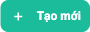 + Tạo mới